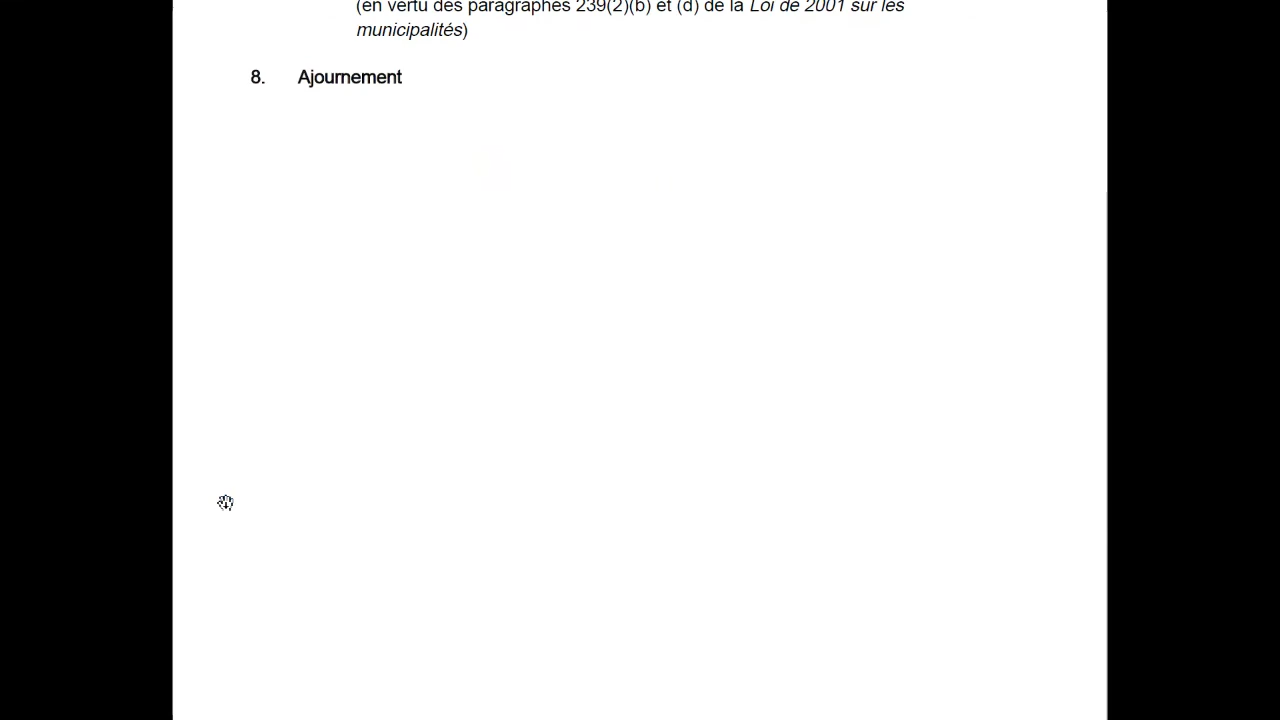 (en vertu des paragraphes 239(2)(b) et (d) de la Loi de 2001 sur les
municipalités)
8. Ajournement